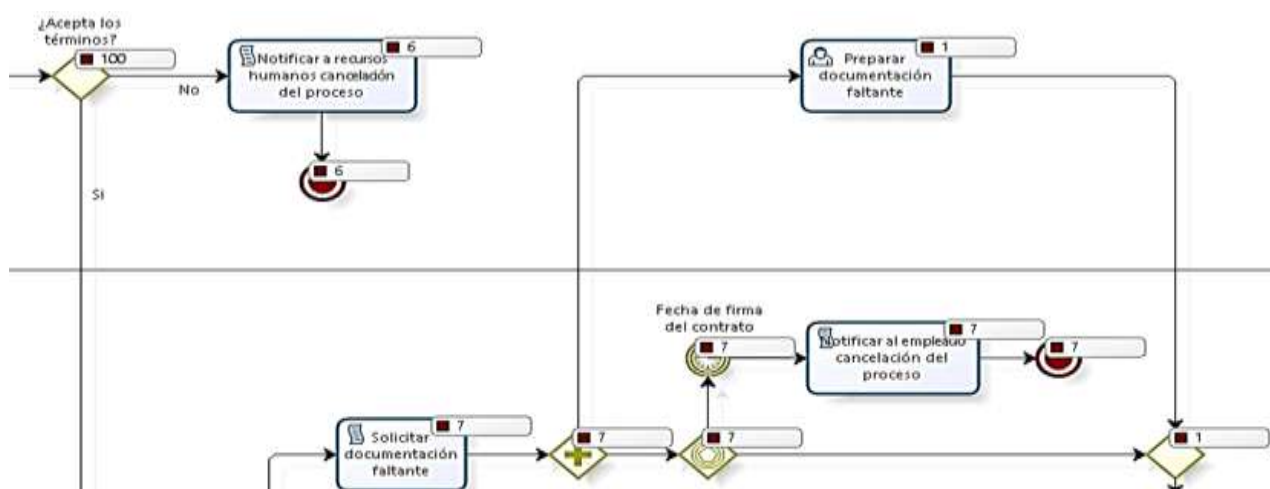 ¿Acepta los
términos?
100
No
Si
Notificar a recursos
humanos cancelación
del proceso
6
6
Preparar
documentación
faltante
1
Fecha de firma
del contrato
7
Notificar al empleado
cancelación del
proceso
7
7
Solicitar
documentación
faltante
7
7
7
1